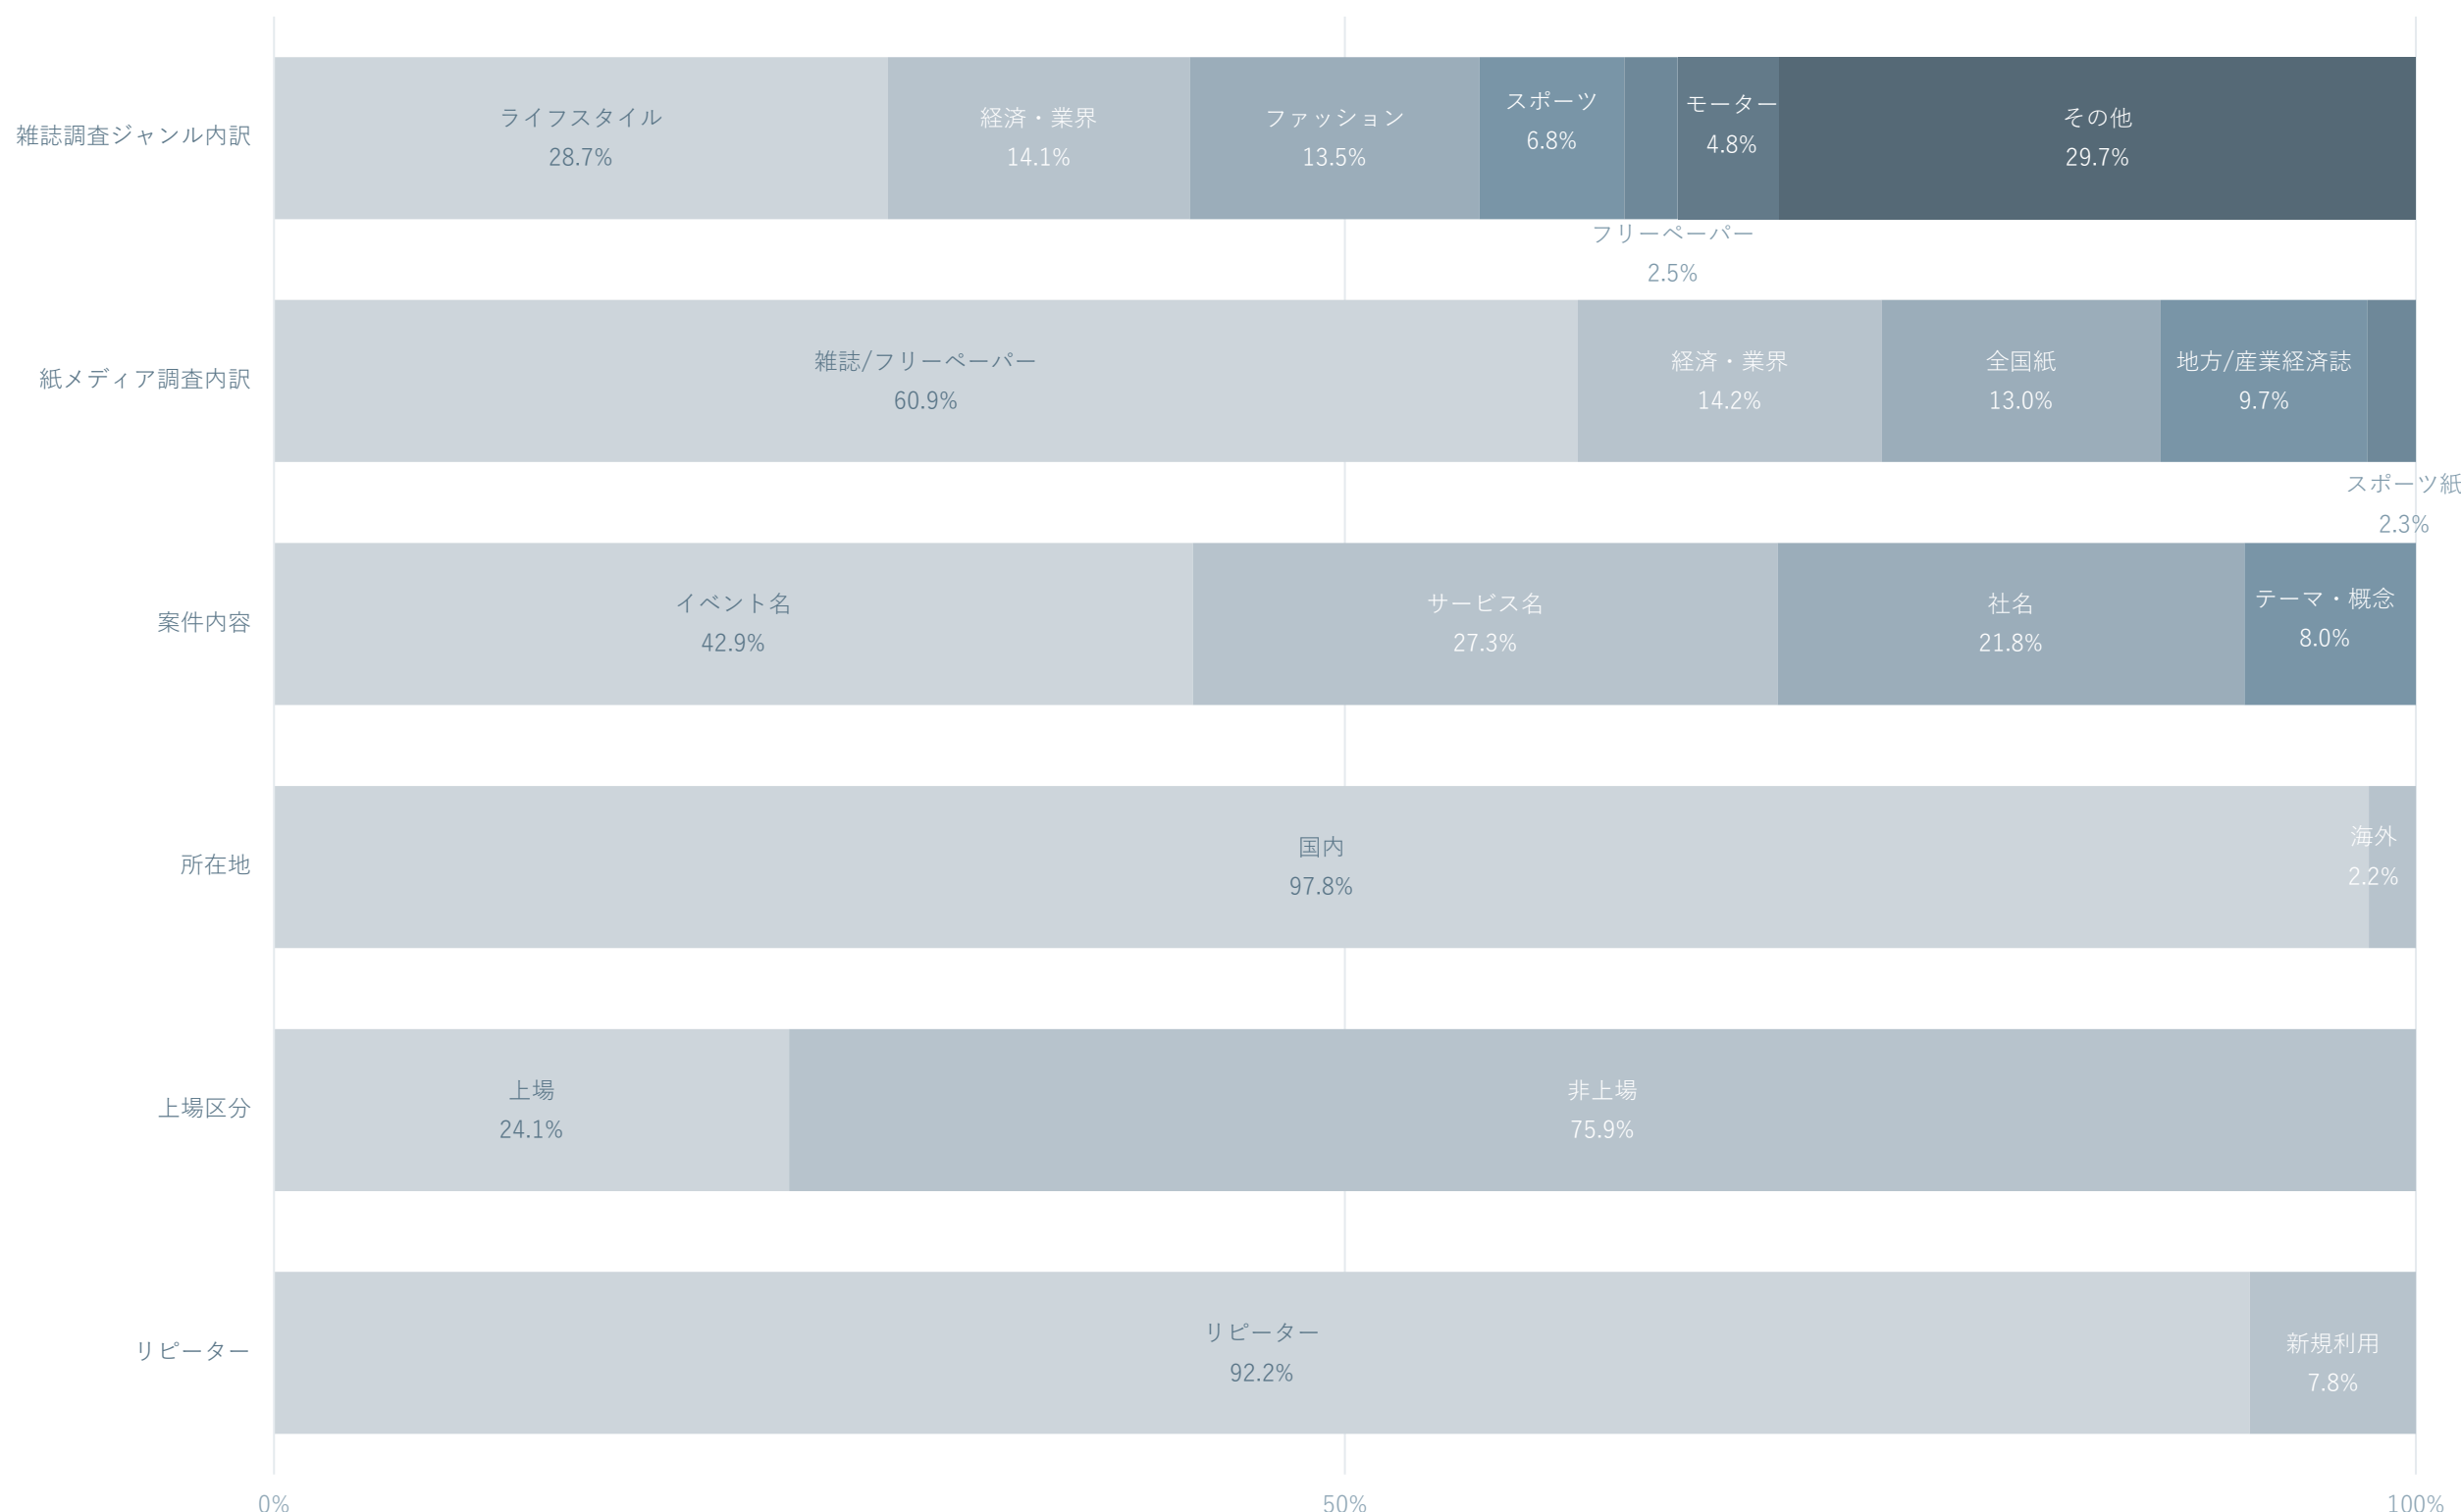 雑誌調査ジャンル内訳
ライフスタイル
28.7%
経済・業界
14.1%
ファッション
13.5%
スポーツ
6.8%
フリーペーパー
2.5%
モーター
4.8%
その他
29.7%
紙メディア調査内訳
雑誌/フリーペーパー
60.9%
経済・業界
14.2%
全国紙
13.0%
地方/産業経済誌
9.7%
スポーツ紙
2.3%
案件内容
イベント名
42.9%
サービス名
27.3%
社名
21.8%
テーマ・概念
8.0%
所在地
国内
97.8%
海外
2.2%
上場区分
上場
24.1%
非上場
75.9%
リピーター
リピーター
92.2%
新規利用
7.8%
0%
50%
100%